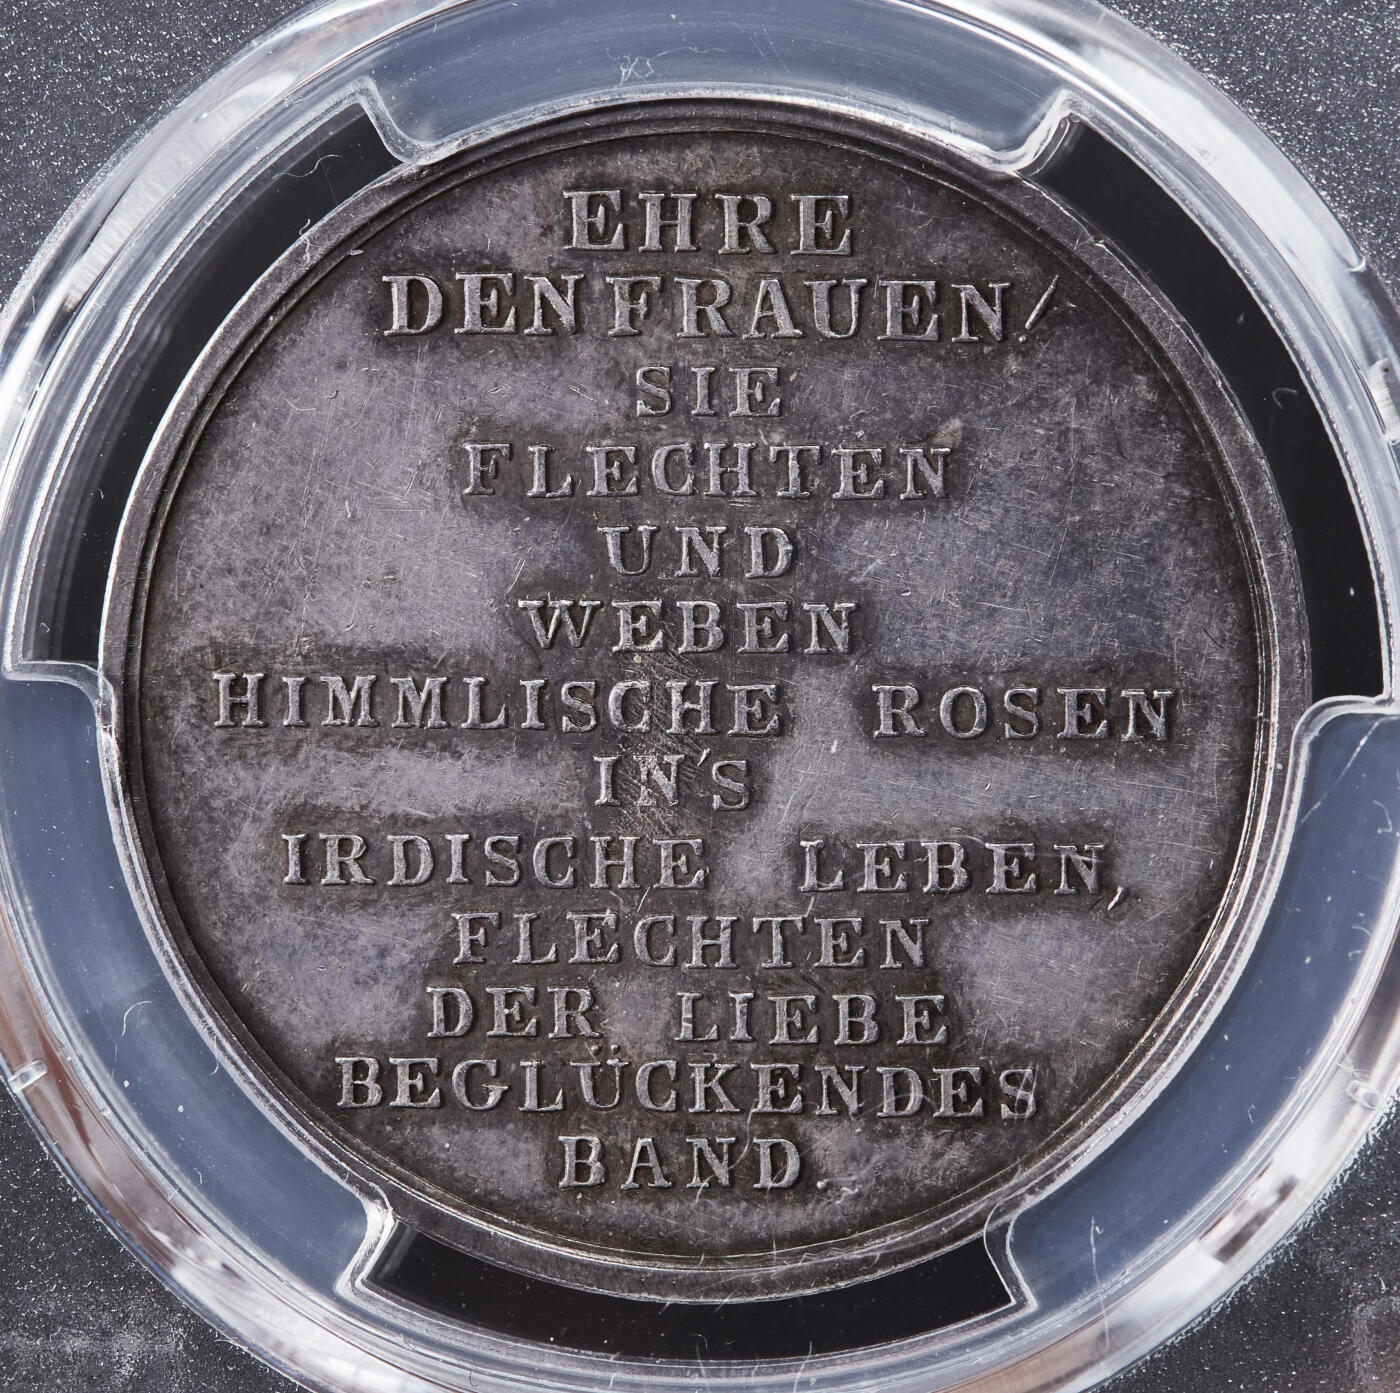 EHRE
DEN FRAUEN!
SIE
FLECHTEN
UND
WEBEN
HIMMLISCHE ROSEN
IN'S
IRDISCHE LEBEN,
FLECHTEN
DER LIEBE
BEGLÜCKENDES
BAND.